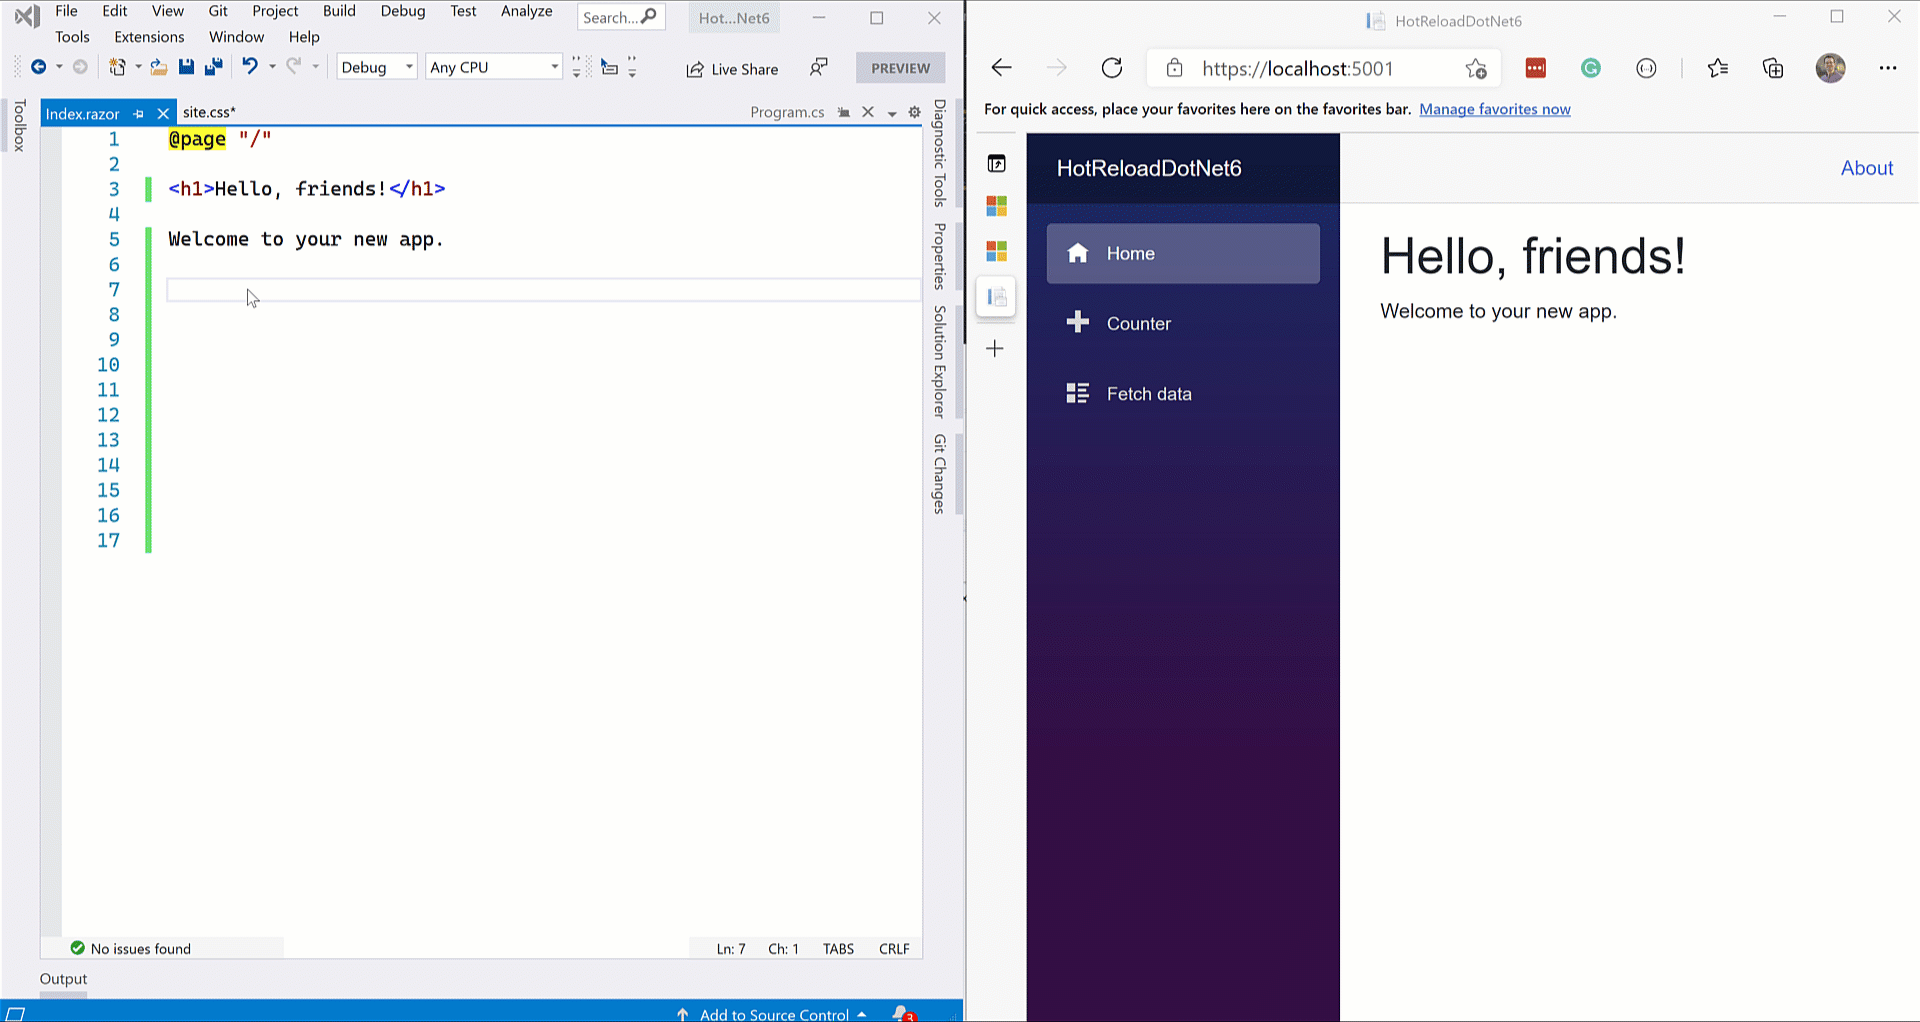 File Edit View Git Project Build Debug Test Analyze Search... Hot...Net6
Tools Extensions Window Help
Debug Any CPU Live Share PREVIEW
Toolbox
Index.razor site.css* Program.cs
1 @page "/"
2
3 <h1>Hello, friends!</h1>
4
5 Welcome to your new app.
6
7
8
9
10
11
12
13
14
15
16
17
Diagnostic Tools
Properties
Solution Explorer
Git Changes
No issues found Ln: 7 Ch: 1 TABS CRLF
Output
Add to Source Control 3
HotReloadDotNet6
https://localhost:5001
For quick access, place your favorites here on the favorites bar. Manage favorites now
HotReloadDotNet6
About
Home
Counter
Fetch data
Hello, friends!
Welcome to your new app.